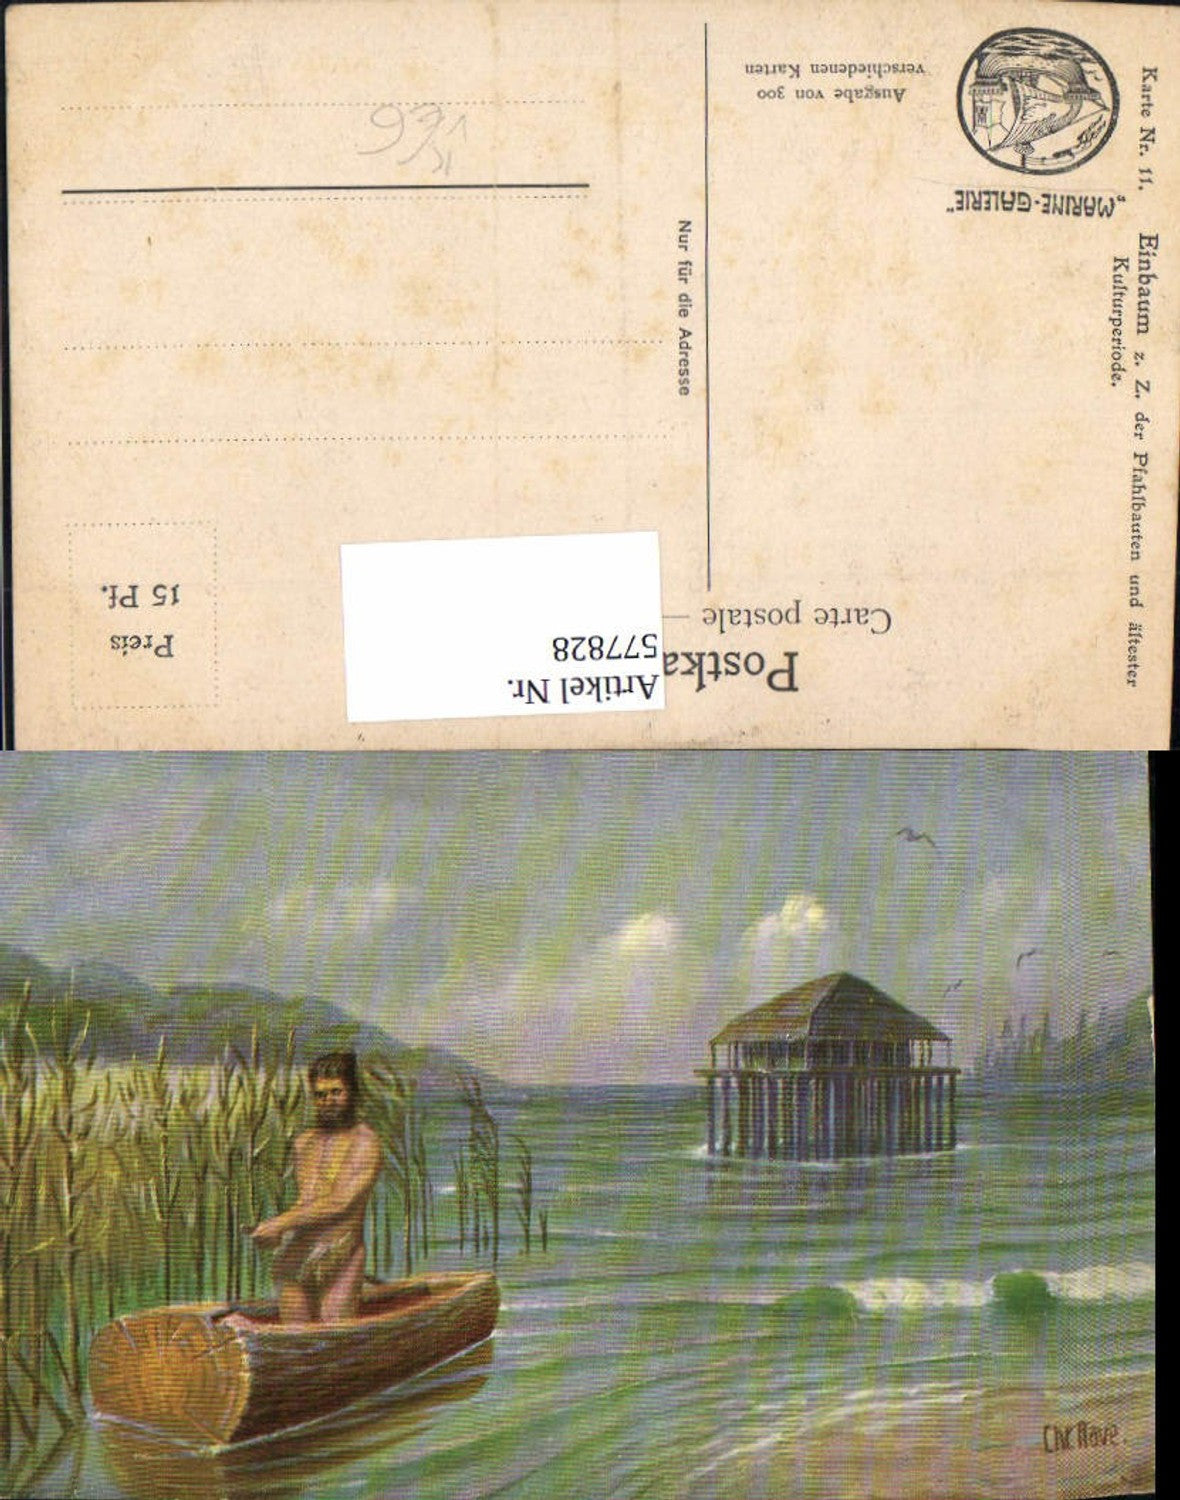 Karte Nr. 11. Einbaum z. Z. der Pfahlbauten und ältester
Kulturperiode.
Postka
Carte postale —
Artikel Nr.
577828
Preis
15 Pf.
Nur für die Adresse
"MARINE-GALERIE"
Ausgabe von 300
verschiedenen Karten
Chr. Rave.